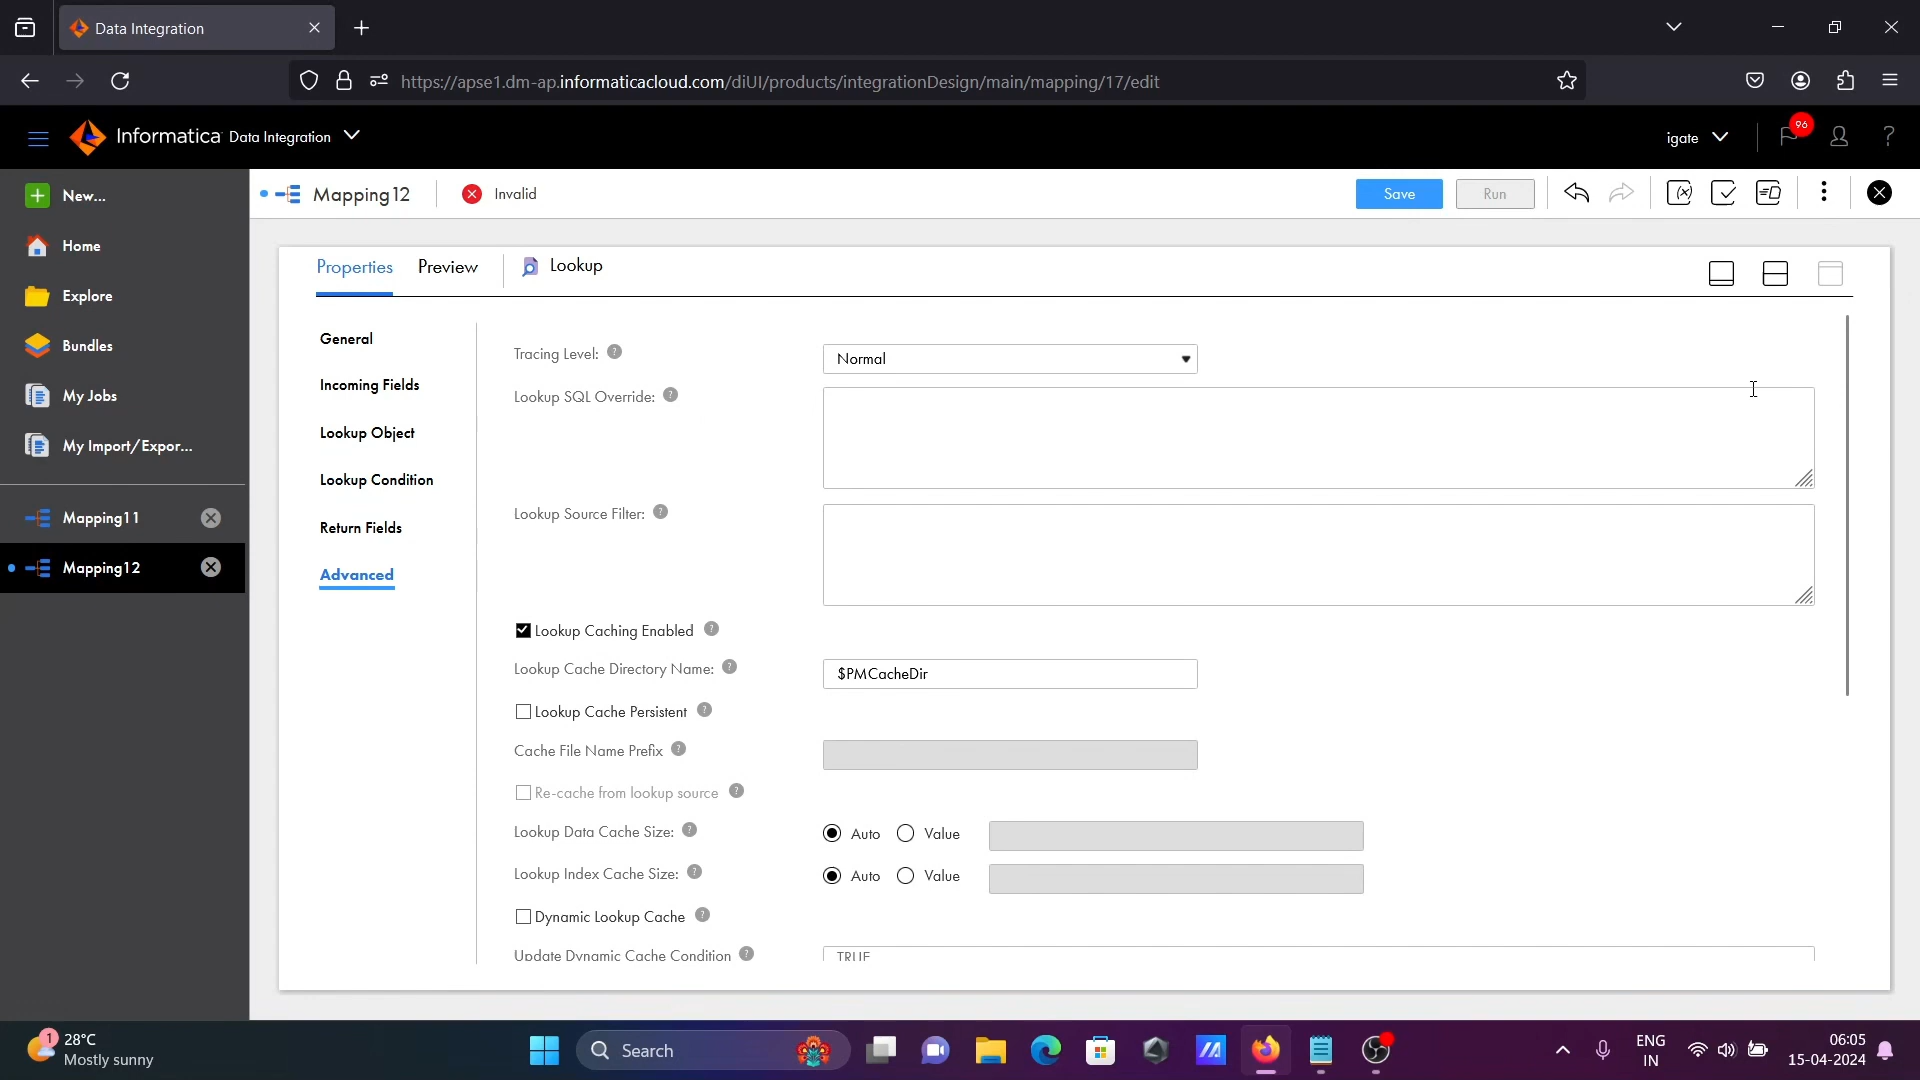 Data Integration
https://apse1.dm-ap.informaticacloud.com/diUI/products/integrationDesign/main/mapping/17/edit
Informatica Data Integration
igate
96
New...
Mapping12
Invalid
Save
Run
Home
Explore
Bundles
My Jobs
My Import/Expor...
Mapping11
Mapping12
Properties
Preview
Lookup
General
Incoming Fields
Lookup Object
Lookup Condition
Return Fields
Advanced
Tracing Level: ?
Normal
Lookup SQL Override: ?
Lookup Source Filter: ?
Lookup Caching Enabled ?
Lookup Cache Directory Name: ?
$PMCacheDir
Lookup Cache Persistent ?
Cache File Name Prefix ?
Re-cache from lookup source ?
Lookup Data Cache Size: ?
Auto
Value
Lookup Index Cache Size: ?
Auto
Value
Dynamic Lookup Cache ?
Update Dynamic Cache Condition ?
TRUE
1
28°C
Mostly sunny
Search
ENG
IN
06:05
15-04-2024